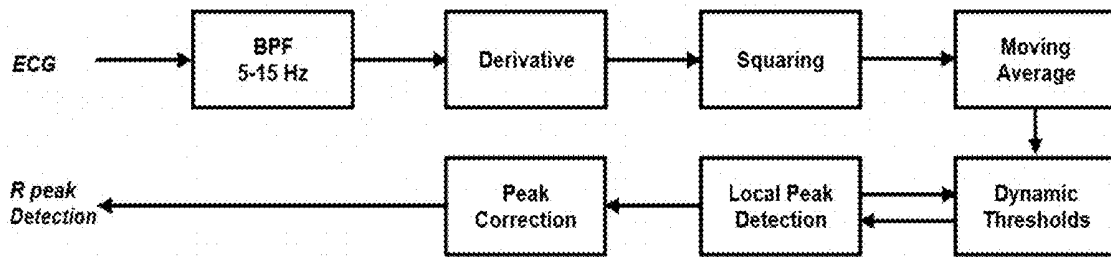 ECG
BPF
5-15 Hz
Derivative
Squaring
Moving
Average
R peak
Detection
Peak
Correction
Local Peak
Detection
Dynamic
Thresholds